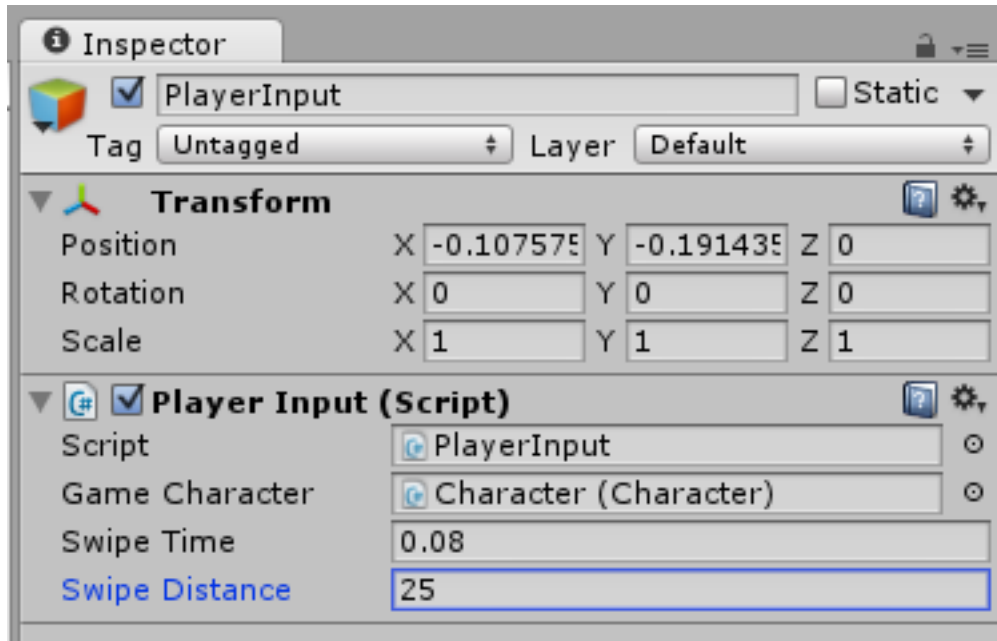 Inspector
PlayerInput Static
Tag Untagged Layer Default
Transform
Position X -0.107575 Y -0.191435 Z 0
Rotation X 0 Y 0 Z 0
Scale X 1 Y 1 Z 1
Player Input (Script)
Script PlayerInput
Game Character Character (Character)
Swipe Time 0.08
Swipe Distance 25